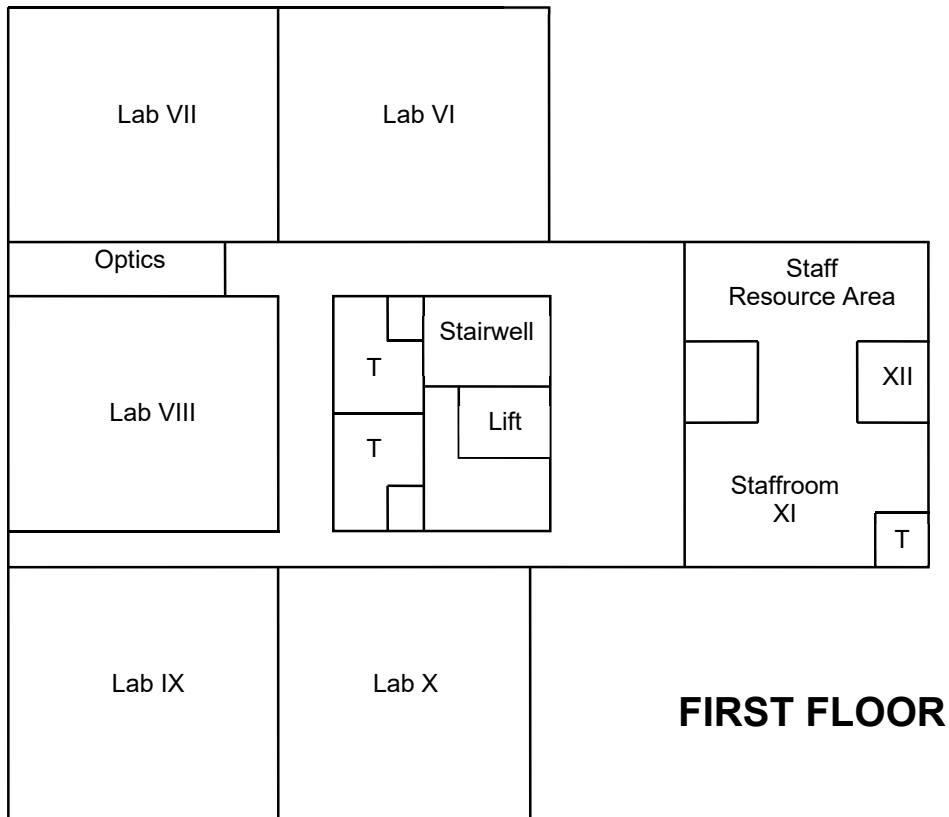 Lab VII
Lab VI
Optics
Staff
Resource Area
Stairwell
T
XII
Lab VIII
Lift
T
Staffroom
XI
T
Lab IX
Lab X
FIRST FLOOR